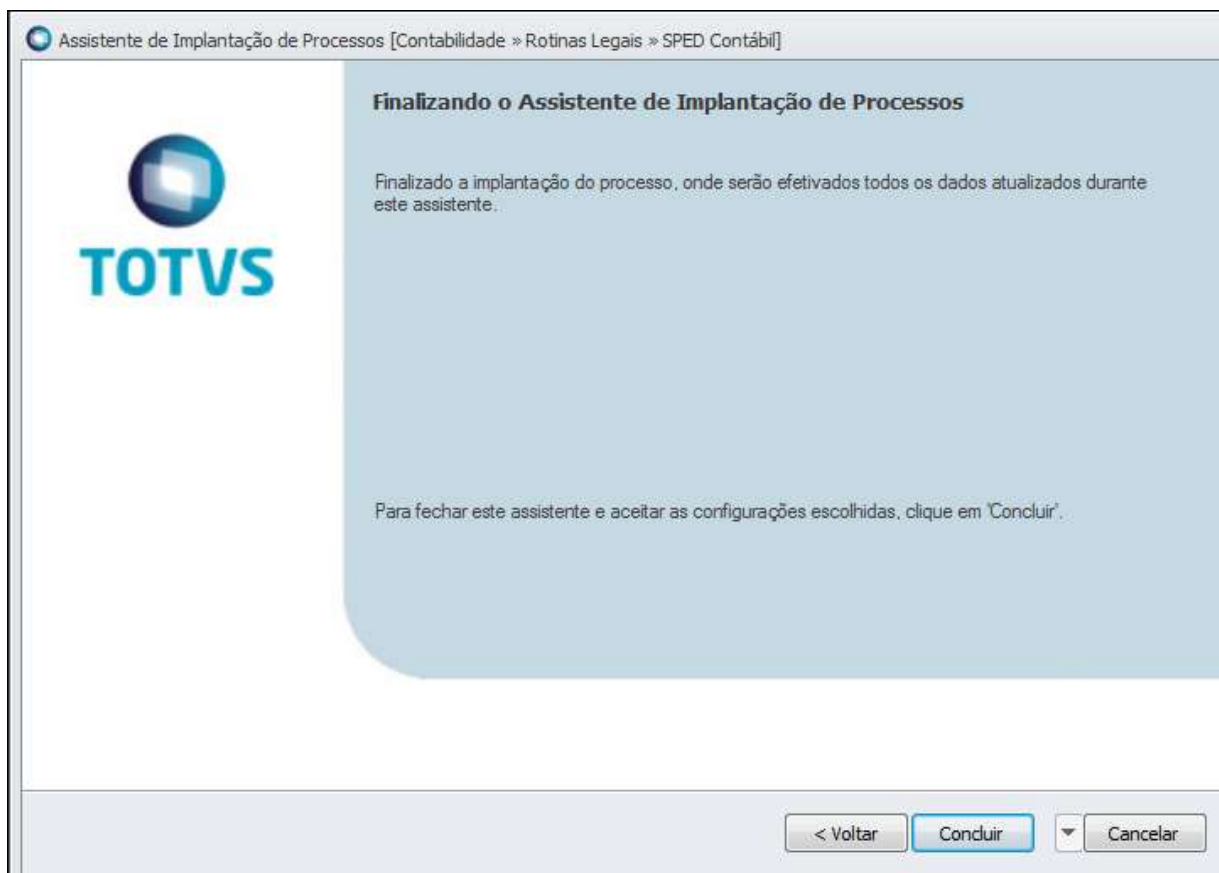 Assistente de Implantação de Processos [Contabilidade » Rotinas Legais » SPED Contábil]
Finalizando o Assistente de Implantação de Processos
Finalizado a implantação do processo, onde serão efetivados todos os dados atualizados durante
este assistente.
TOTVS
Para fechar este assistente e aceitar as configurações escolhidas, clique em 'Concluir'.
< Voltar
Concluir
Cancelar